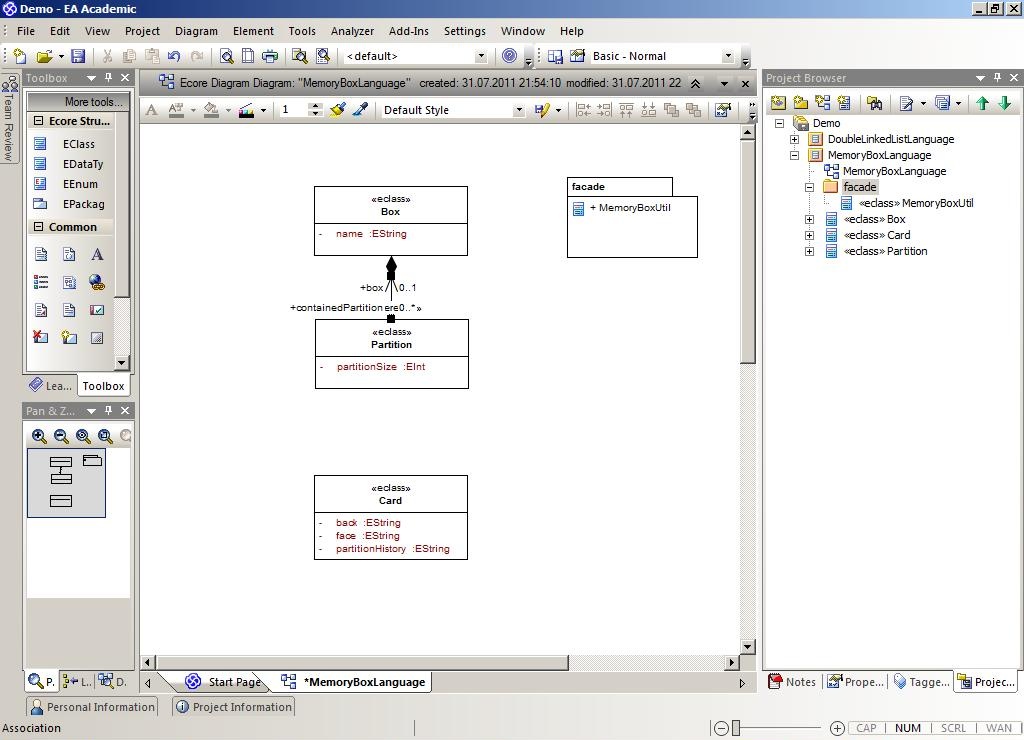 Demo - EA Academic
File Edit View Project Diagram Element Tools Analyzer Add-Ins Settings Window Help
<default> Basic - Normal
Team Review
Toolbox
More tools...
Ecore Stru...
EClass
EDataTy
EEnum
EPackag
Common
A
Lea... Toolbox
Pan & Z...
P. L.. D.
Ecore Diagram Diagram: "MemoryBoxLanguage" created: 31.07.2011 21:54:10 modified: 31.07.2011 22
A 1 Default Style
«eclass»
Box
- name :EString
+box 0..1
+containedPartition
0..*»
«eclass»
Partition
- partitionSize :EInt
facade
+ MemoryBoxUtil
«eclass»
Card
- back :EString
- face :EString
- partitionHistory :EString
Start Page *MemoryBoxLanguage
Project Browser
Demo
DoubleLinkedListLanguage
MemoryBoxLanguage
MemoryBoxLanguage
facade
«eclass» MemoryBoxUtil
«eclass» Box
«eclass» Card
«eclass» Partition
Notes Prope... Tagge... Projec...
Personal Information Project Information
Association CAP NUM SCRL WAN